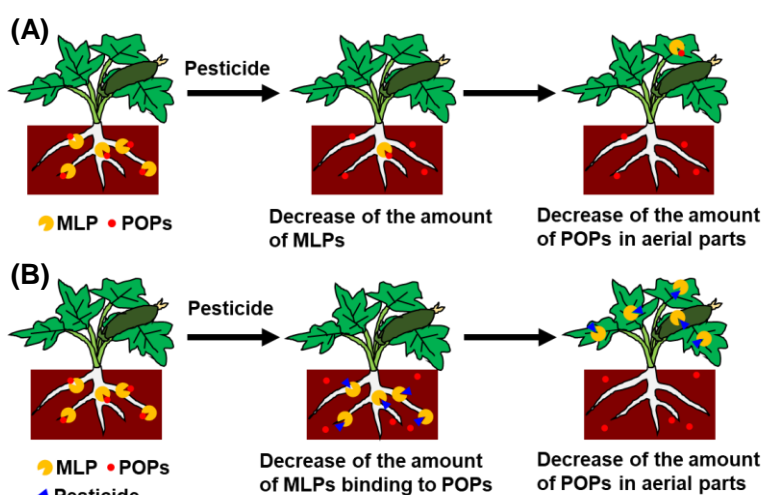 (A)
Pesticide
MLP POPs
Decrease of the amount
of MLPs
Decrease of the amount
of POPs in aerial parts
(B)
Pesticide
MLP POPs
Pesticide
Decrease of the amount
of MLPs binding to POPs
Decrease of the amount
of POPs in aerial parts